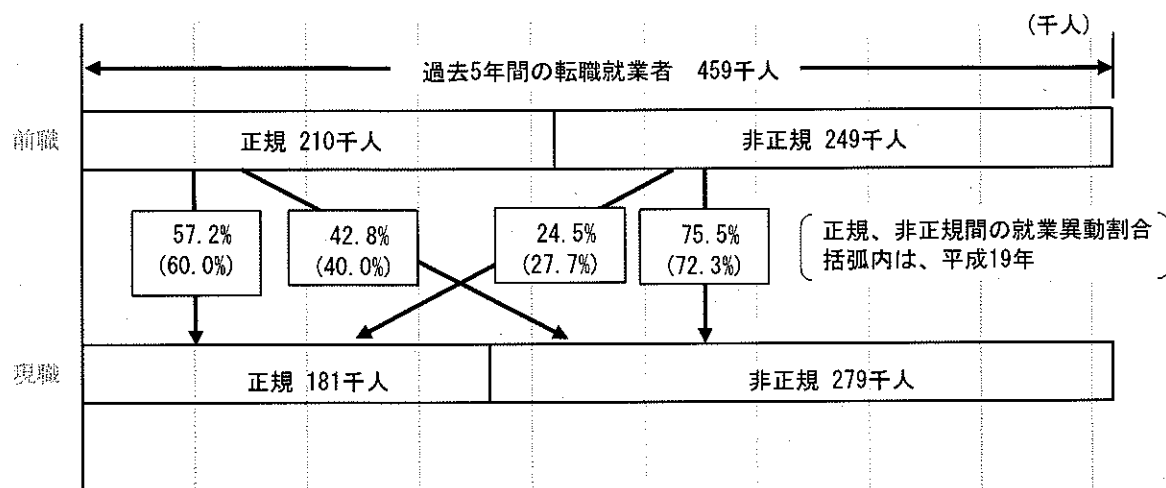 (千人)
過去5年間の転職就業者 459千人
前職
正規 210千人
非正規 249千人
57.2%
(60.0%)
42.8%
(40.0%)
24.5%
(27.7%)
75.5%
(72.3%)
正規、非正規間の就業異動割合
括弧内は、平成19年
現職
正規 181千人
非正規 279千人